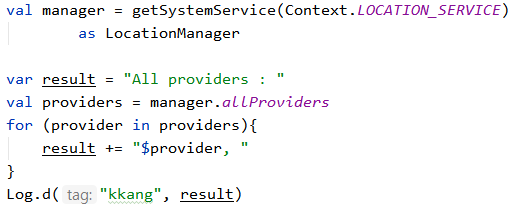 val manager = getSystemService(Context.LOCATION_SERVICE)
as LocationManager
var result = "All providers : "
val providers = manager.allProviders
for (provider in providers){
result += "$provider, "
}
Log.d( tag: "kkang", result)